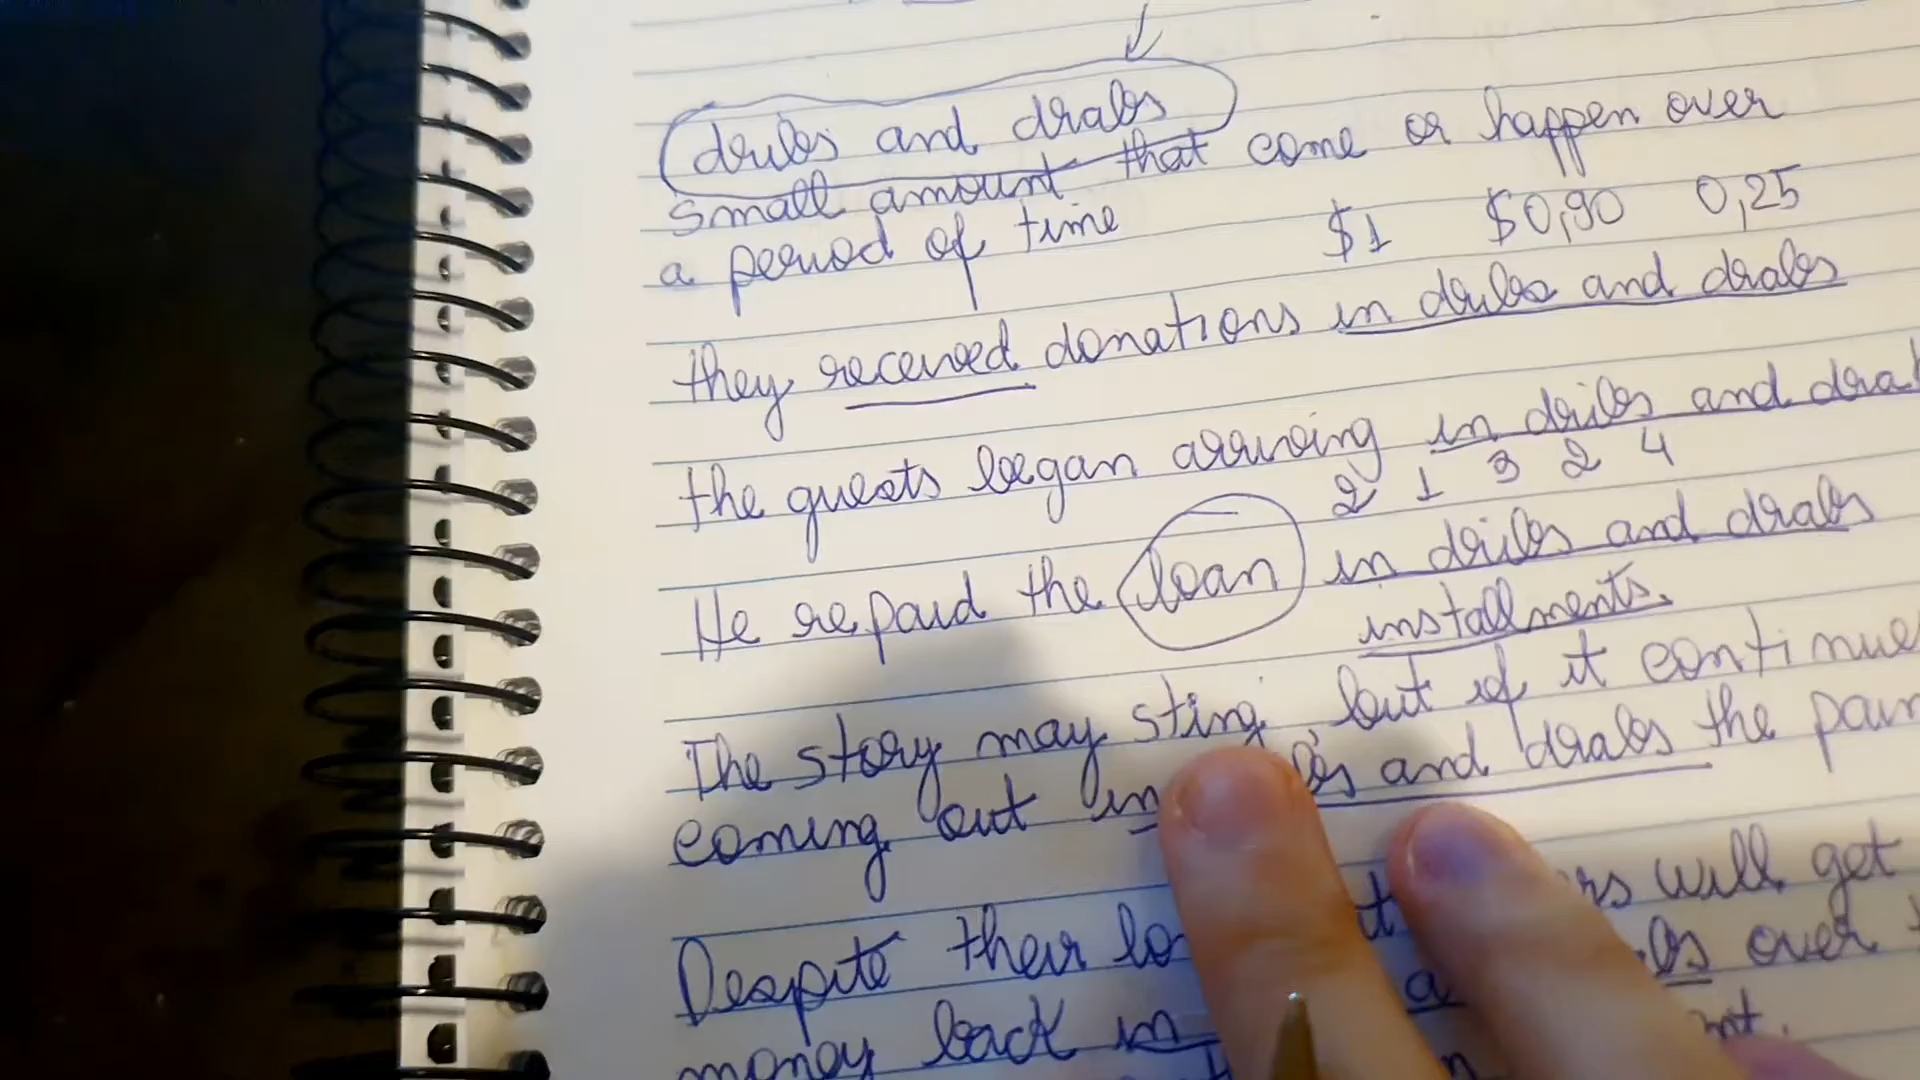 dribs and drabs
small amount that come or happen over
a period of time $1 $0,90 0,25
they received donations in dribs and drabs
the guests began arriving in dribs and drab
2 1 3 2 4
He repaid the loan in dribs and drabs
installments.
The story may sting, but if it continue
coming out in and drabs the pain
Despite their will get
money back in a over